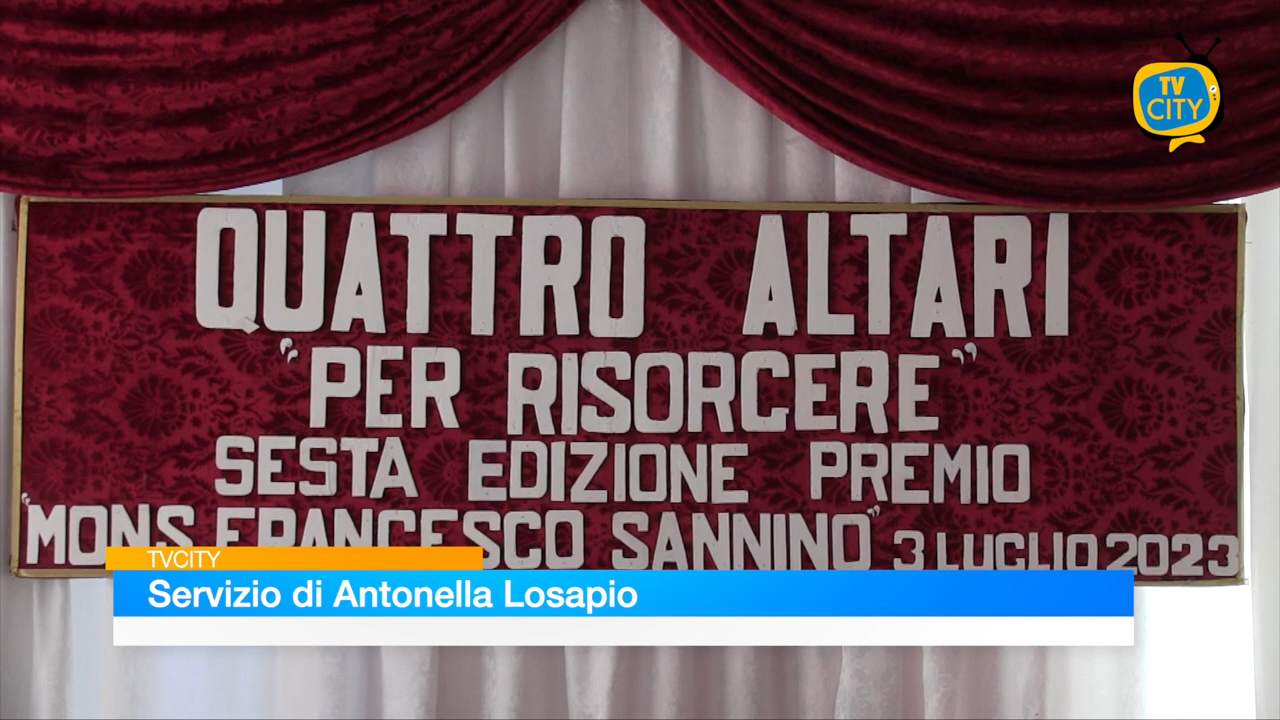 TV
CITY
QUATTRO ALTARI
"PER RISORGERE"
SESTA EDIZIONE PREMIO
"MONS. FRANCESCO SANNINO" 3 LUGLIO 2023
TVCITY
Servizio di Antonella Losapio